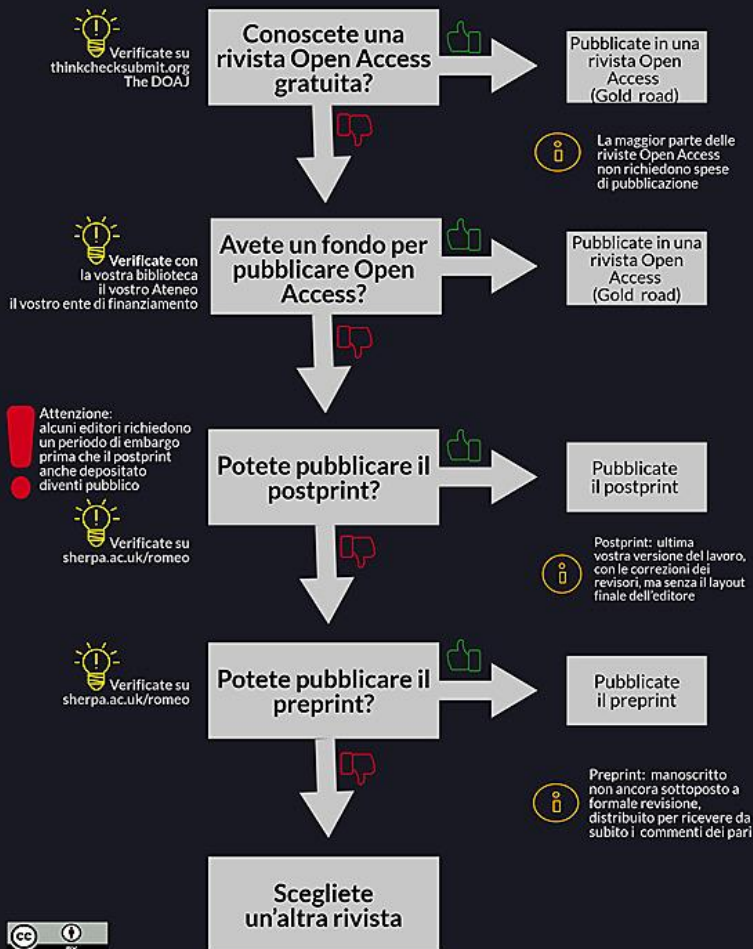 Verificate su
thinkchecksubmit.org
The DOAJ
Conoscete una
rivista Open Access
gratuita?
Pubblicate in una
rivista Open
Access
(Gold road)
La maggior parte delle
riviste Open Access
non richiedono spese
di pubblicazione
Verificate con
la vostra biblioteca
il vostro Ateneo
il vostro ente di finanziamento
Avete un fondo per
pubblicare Open
Access?
Pubblicate in una
rivista Open
Access
(Gold road)
Attenzione:
alcuni editori richiedono
un periodo di embargo
prima che il postprint
anche depositato
diventi pubblico
Verificate su
sherpa.ac.uk/romeo
Potete pubblicare il
postprint?
Pubblicate
il postprint
Postprint: ultima
vostra versione del lavoro,
con le correzioni dei
revisori, ma senza il layout
finale dell'editore
Verificate su
sherpa.ac.uk/romeo
Potete pubblicare il
preprint?
Pubblicate
il preprint
Preprint: manoscritto
non ancora sottoposto a
formale revisione,
distribuito per ricevere da
subito i commenti dei pari
Scegliete
un'altra rivista
cc